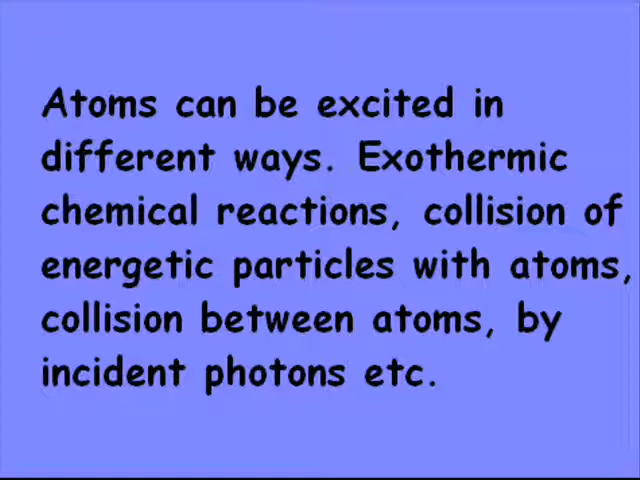 Atoms can be excited in
different ways. Exothermic
chemical reactions, collision of
energetic particles with atoms,
collision between atoms, by
incident photons etc.